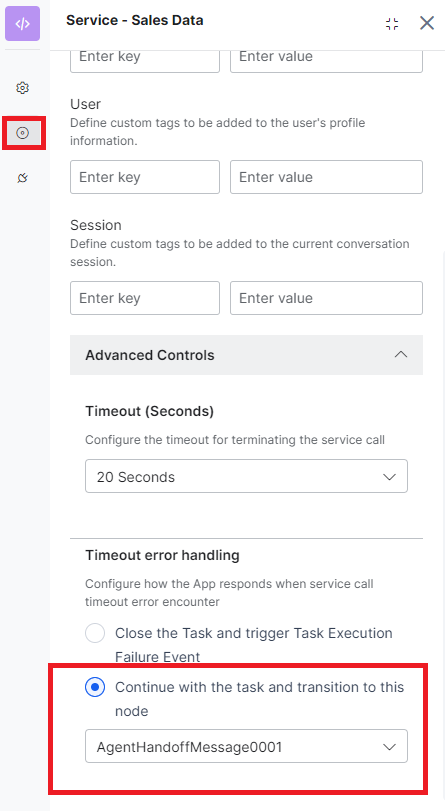 Service - Sales Data
Enter key Enter value
User
Define custom tags to be added to the user's profile
information.
Enter key Enter value
Session
Define custom tags to be added to the current conversation
session.
Enter key Enter value
Advanced Controls
Timeout (Seconds)
Configure the timeout for terminating the service call
20 Seconds
Timeout error handling
Configure how the App responds when service call
timeout error encounter
Close the Task and trigger Task Execution
Failure Event
Continue with the task and transition to this
node
AgentHandoffMessage0001